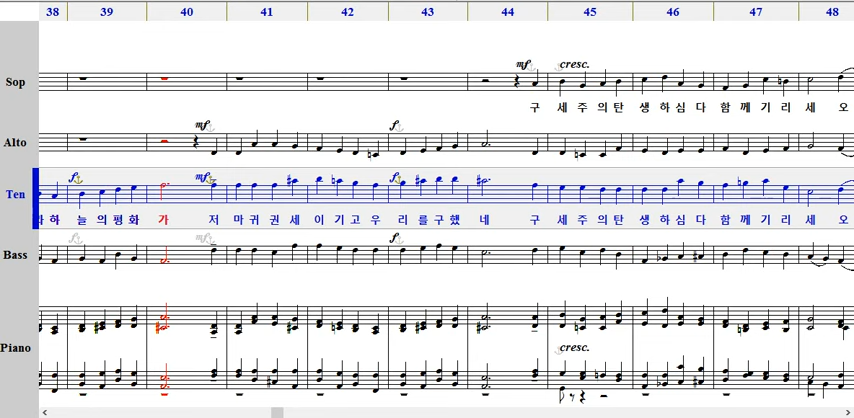 38 39 40 41 42 43 44 45 46 47 48
mf cresc.
Sop
구 세 주 의 탄 생 하 심 다 함 께 기 리 세 오
mf f
Alto
f mf f
Ten
하 늘 의 평 화 가 저 마 귀 권 세 이 기 고 우 리 를 구 했 네 구 세 주 의 탄 생 하 심 다 함 께 기 리 세 오
f mf f
Bass
Piano
cresc.